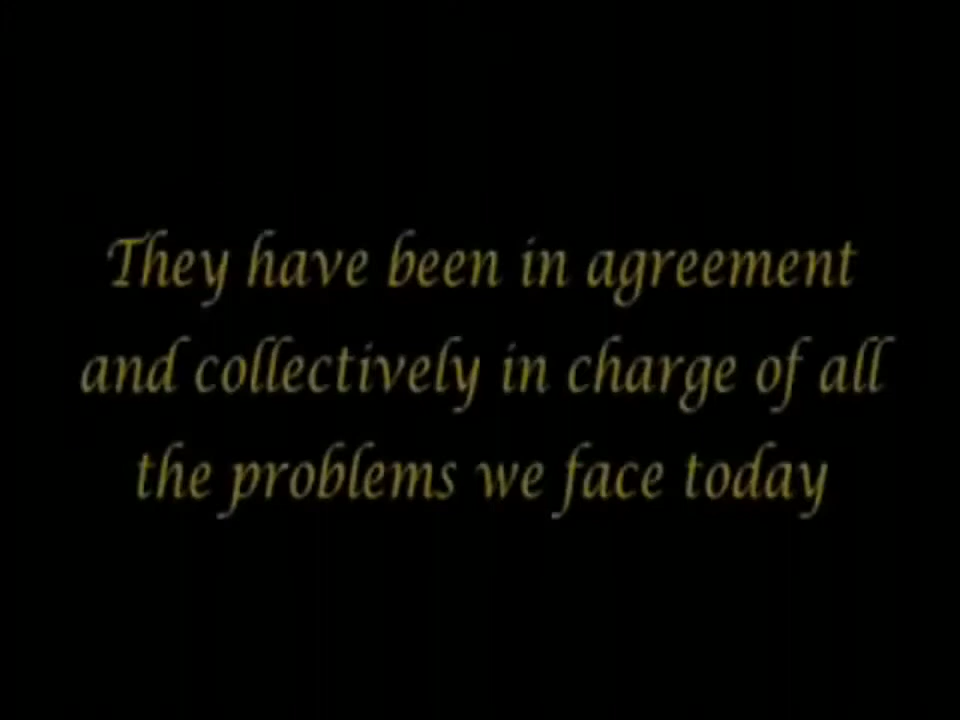 They have been in agreement
and collectively in charge of all
the problems we face today